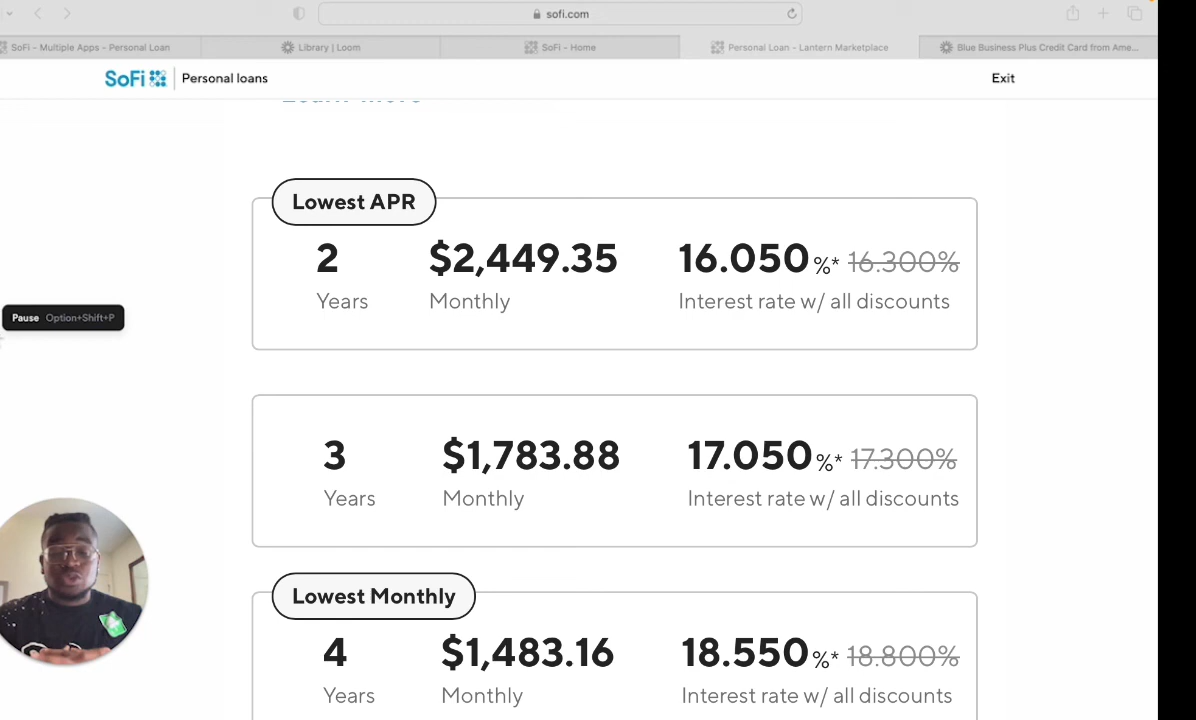 sofi.com
SoFi - Multiple Apps - Personal Loan
Library | Loom
SoFi - Home
Personal Loan - Lantern Marketplace
Blue Business Plus Credit Card from Ame...
SoFi Personal loans
Exit
Learn more
Lowest APR
2 $2,449.35 16.050%* 16.300%
Years Monthly Interest rate w/ all discounts
Pause Option+Shift+P
3 $1,783.88 17.050%* 17.300%
Years Monthly Interest rate w/ all discounts
Lowest Monthly
4 $1,483.16 18.550%* 18.800%
Years Monthly Interest rate w/ all discounts